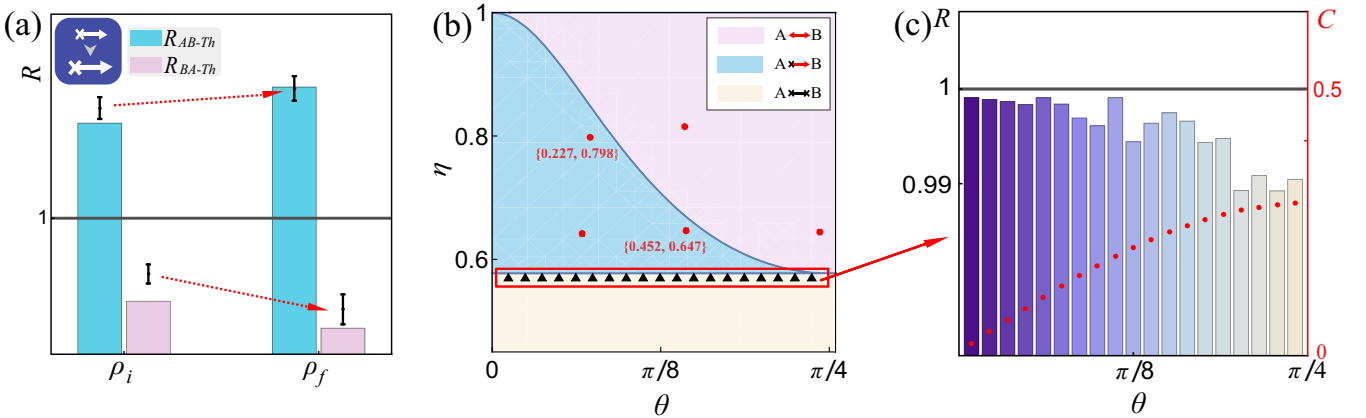 (a)
R_{AB-Th}
R_{BA-Th}
R
1
ρ_i
ρ_f
(b)
1
0.8
0.6
η
A B
A B
A B
{0.227, 0.798}
{0.452, 0.647}
0
π/8
π/4
θ
(c)
R
C
1
0.99
0.5
0
π/8
π/4
θ